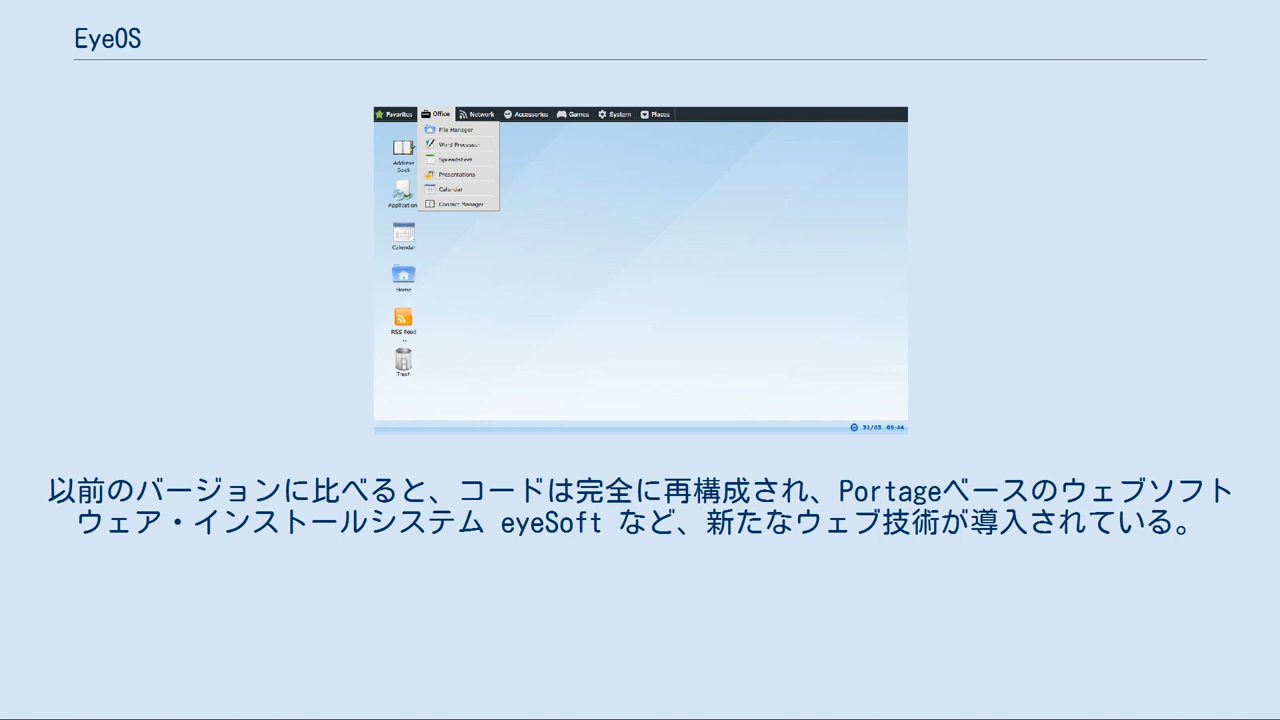 EyeOS
Favorites Office Network Accessories Games System Places
File Manager
Word Processor
Spreadsheet
Presentations
Calendar
Contact Manager
Address
Book
Application
Calendar
Home
RSS Feed
...
Trash
31/03 09:44
以前のバージョンに比べると、コードは完全に再構成され、Portageベースのウェブソフト
ウェア・インストールシステム eyeSoft など、新たなウェブ技術が導入されている。